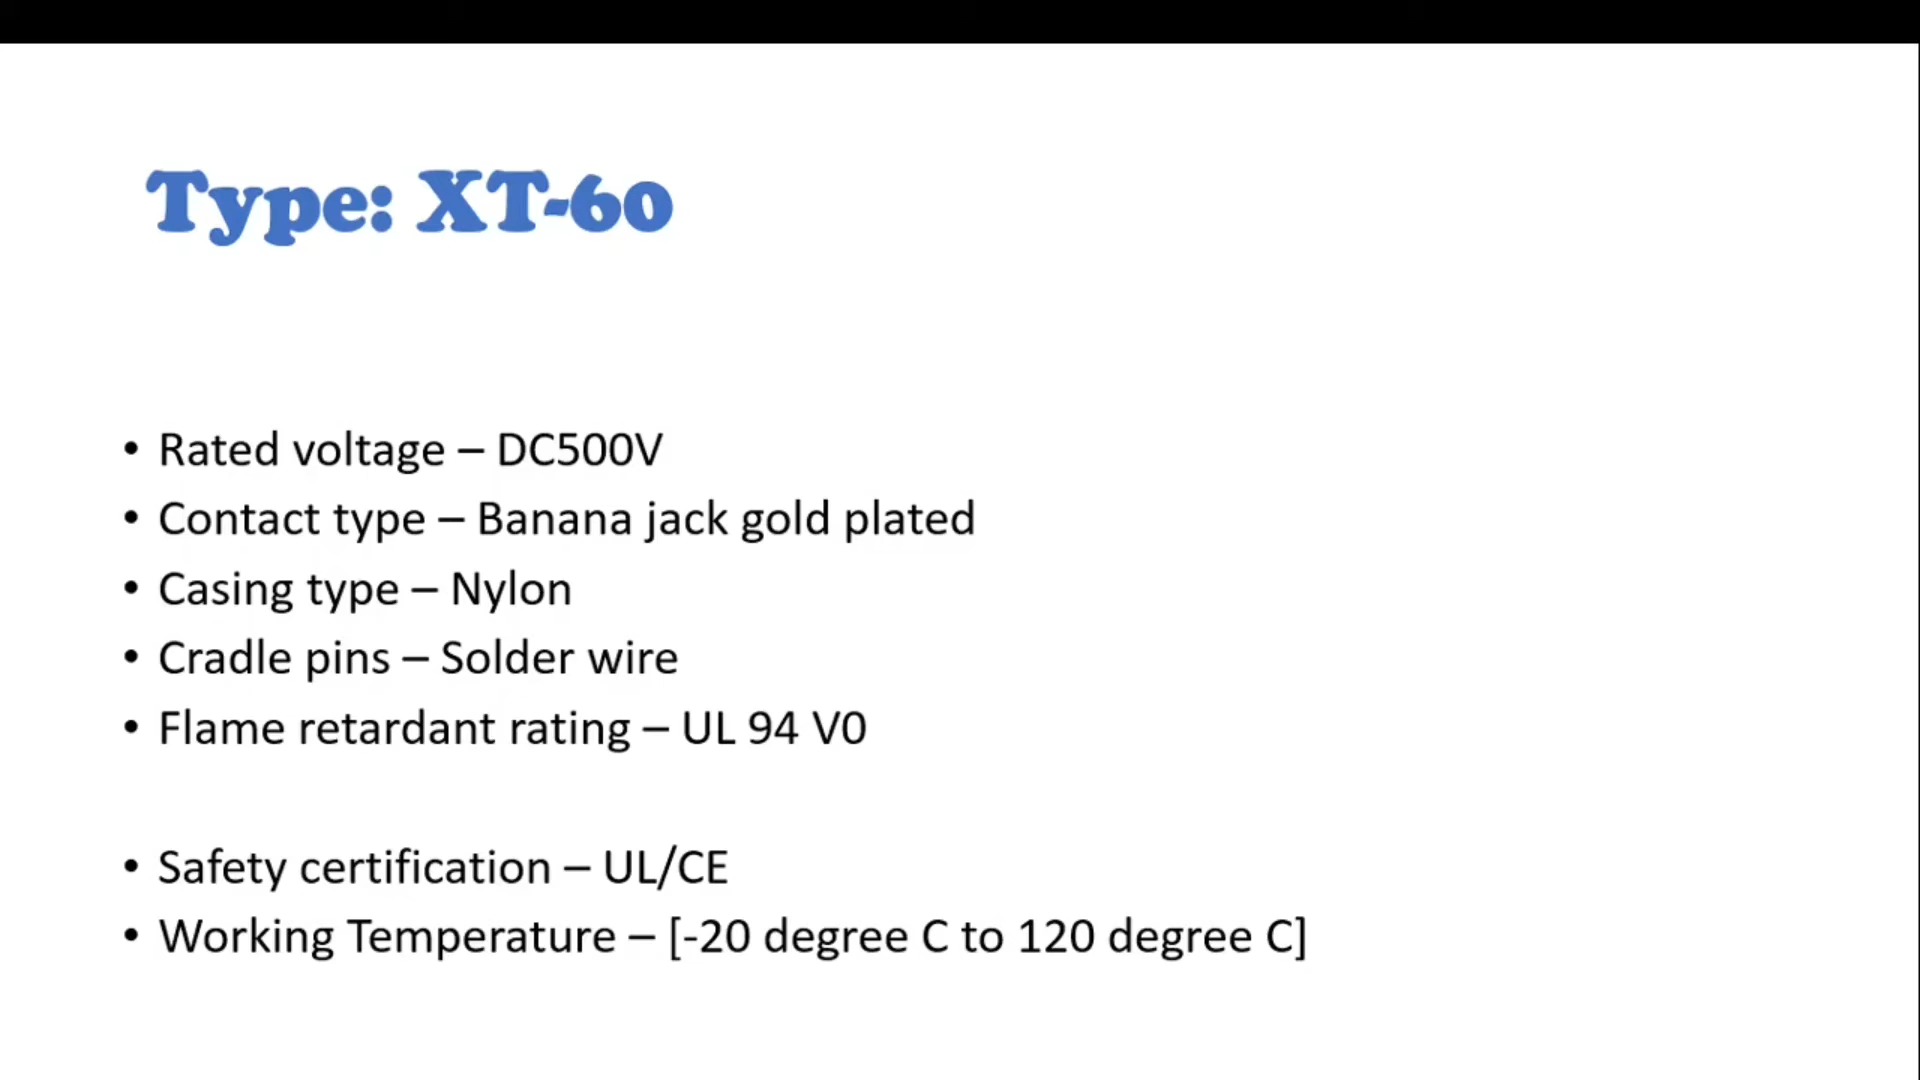 Type: XT-60
• Rated voltage – DC500V
• Contact type – Banana jack gold plated
• Casing type – Nylon
• Cradle pins – Solder wire
• Flame retardant rating – UL 94 V0
• Safety certification – UL/CE
• Working Temperature – [-20 degree C to 120 degree C]